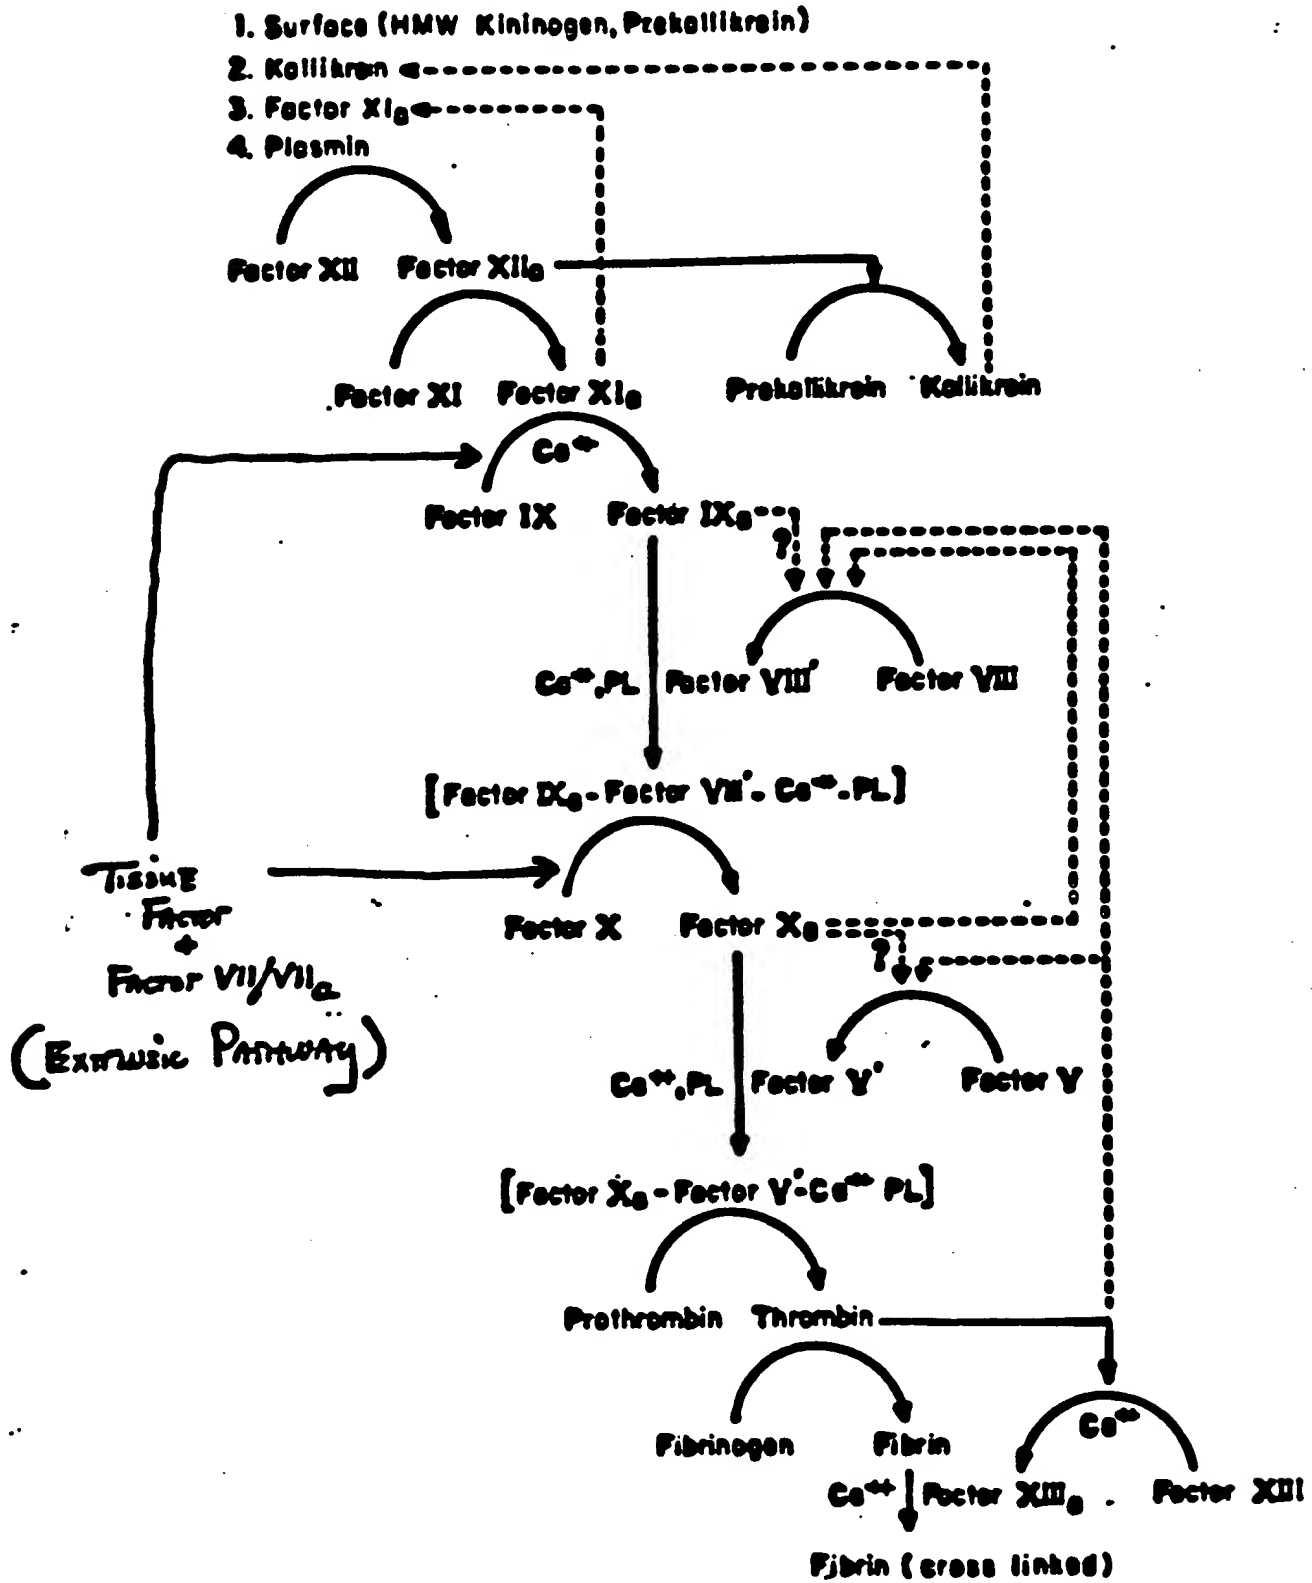 1. Surface (HMW Kininogen, Prekallikrein)
2. Kallikrein
3. Factor XIa
4. Plasmin
Factor XII Factor XIIa
Factor XI Factor XIa
Prekallikrein Kallikrein
Ca++
Factor IX Factor IXa
?
Ca++, PL Factor VIII' Factor VIII
[Factor IXa - Factor VIII' - Ca++ - PL]
TISSUE
FACTOR
+
FACTOR VII/VIIa
(EXTRINSIC PATHWAY)
Factor X Factor Xa
?
Ca++, PL Factor V' Factor V
[Factor Xa - Factor V' - Ca++ PL]
Prothrombin Thrombin
Fibrinogen Fibrin
Ca++
Ca++ Factor XIIIa Factor XIII
Fibrin (cross linked)